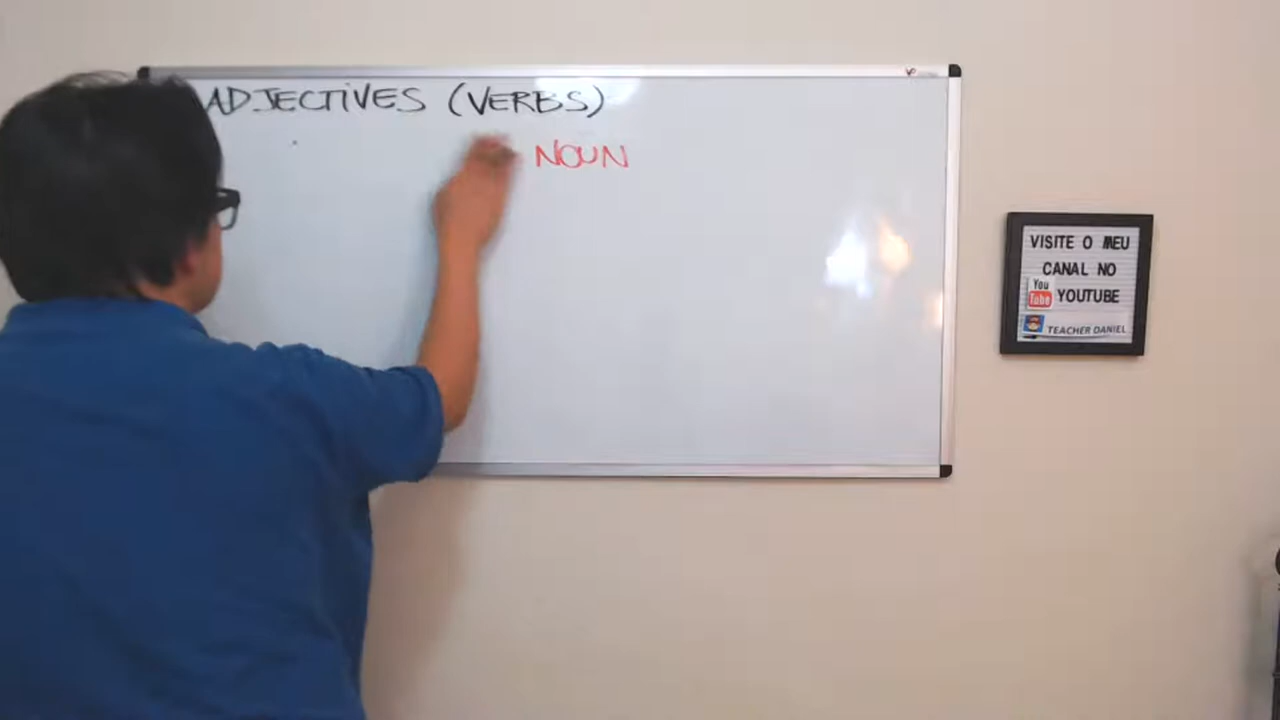 ADJECTIVES (VERBS)
NOUN
VISITE O MEU
CANAL NO
You
Tube YOUTUBE
TEACHER DANIEL